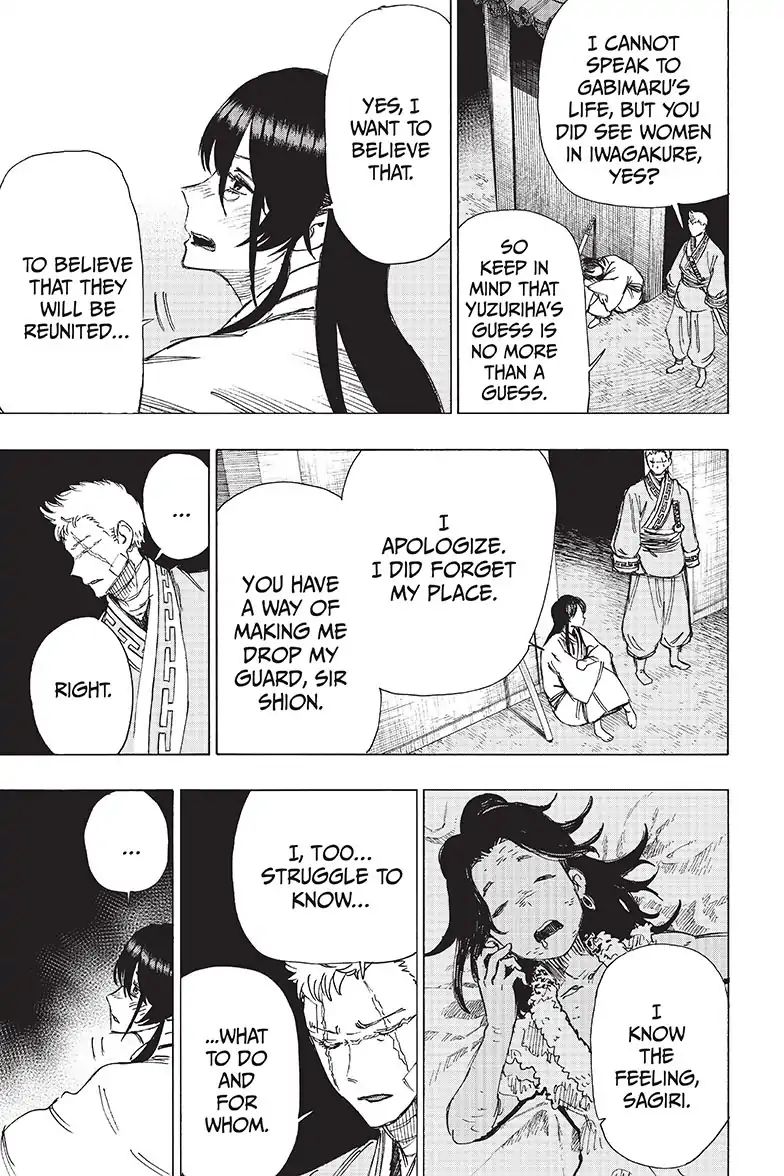 I CANNOT
SPEAK TO
GABIMARU'S
LIFE, BUT YOU
DID SEE WOMEN
IN IWAGAKURE,
YES?
SO
KEEP IN
MIND THAT
YUZURIHA'S
GUESS IS
NO MORE
THAN A
GUESS.
YES, I
WANT TO
BELIEVE
THAT.
TO BELIEVE
THAT THEY
WILL BE
REUNITED...
I
APOLOGIZE.
I DID FORGET
MY PLACE.
YOU HAVE
A WAY OF
MAKING ME
DROP MY
GUARD, SIR
SHION.
...
RIGHT.
I
KNOW
THE
FEELING,
SAGIRI.
I, TOO...
STRUGGLE TO
KNOW...
...WHAT
TO DO
AND
FOR
WHOM.
...